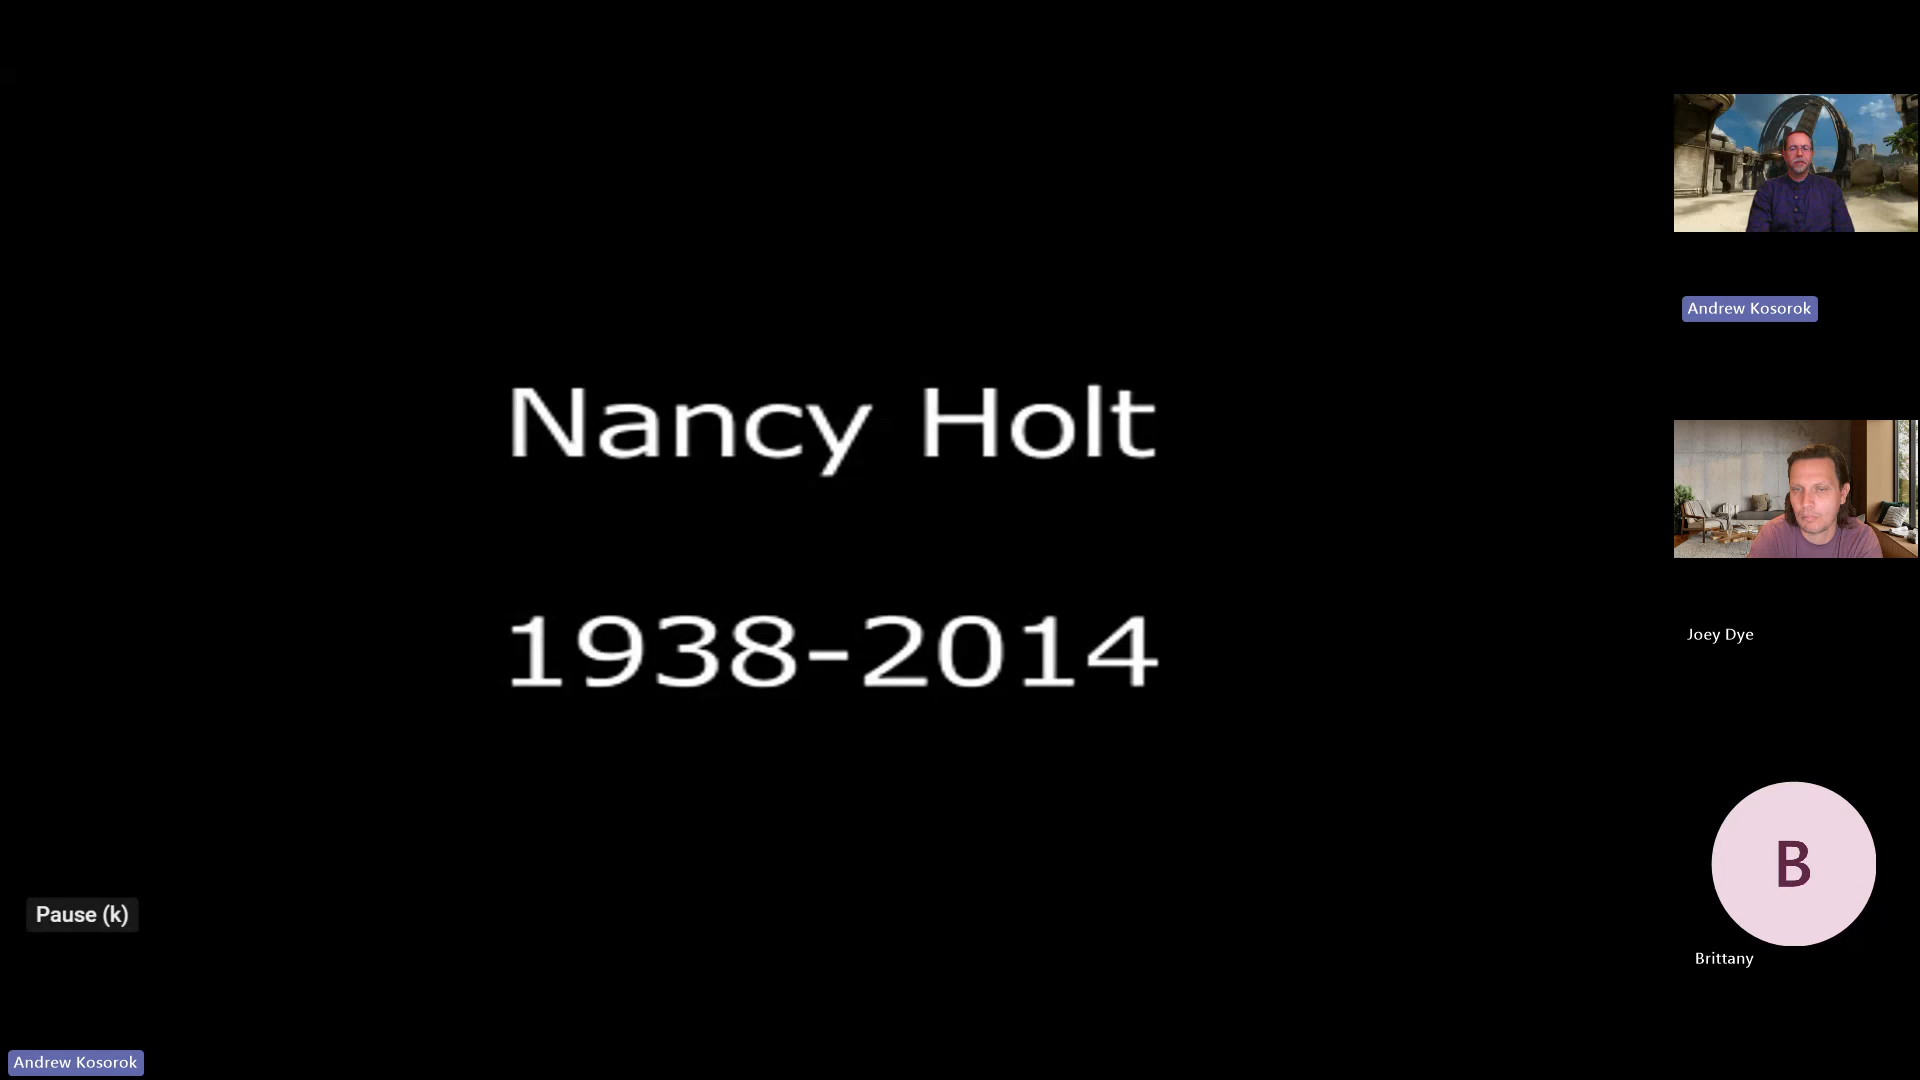 Nancy Holt
1938-2014
Pause (k)
Andrew Kosorok
Andrew Kosorok
Joey Dye
B
Brittany